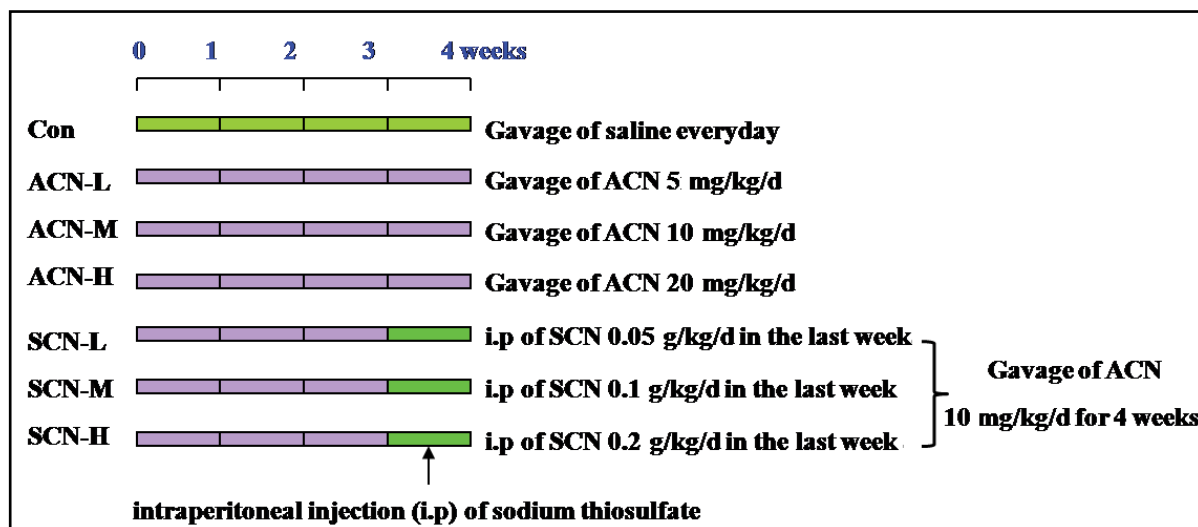 0 1 2 3 4 weeks
Con Gavage of saline everyday
ACN-L Gavage of ACN 5 mg/kg/d
ACN-M Gavage of ACN 10 mg/kg/d
ACN-H Gavage of ACN 20 mg/kg/d
SCN-L i.p of SCN 0.05 g/kg/d in the last week
SCN-M i.p of SCN 0.1 g/kg/d in the last week
SCN-H i.p of SCN 0.2 g/kg/d in the last week
Gavage of ACN
10 mg/kg/d for 4 weeks
intraperitoneal injection (i.p) of sodium thiosulfate